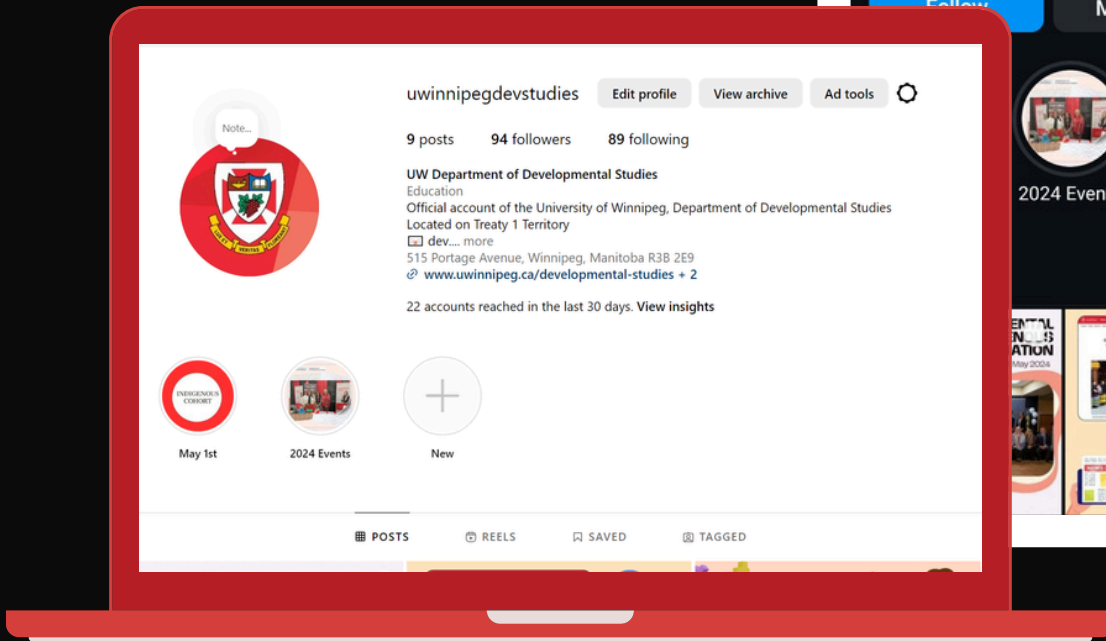 Follow
uwinnipegdevstudies Edit profile View archive Ad tools
Note...
9 posts 94 followers 89 following
UW Department of Developmental Studies
Education
Official account of the University of Winnipeg, Department of Developmental Studies
Located on Treaty 1 Territory
dev.... more
515 Portage Avenue, Winnipeg, Manitoba R3B 2E9
www.uwinnipeg.ca/developmental-studies + 2
22 accounts reached in the last 30 days. View insights
INDIGENOUS
COHORT
May 1st 2024 Events New
POSTS REELS SAVED TAGGED
2024 Even
May 2024